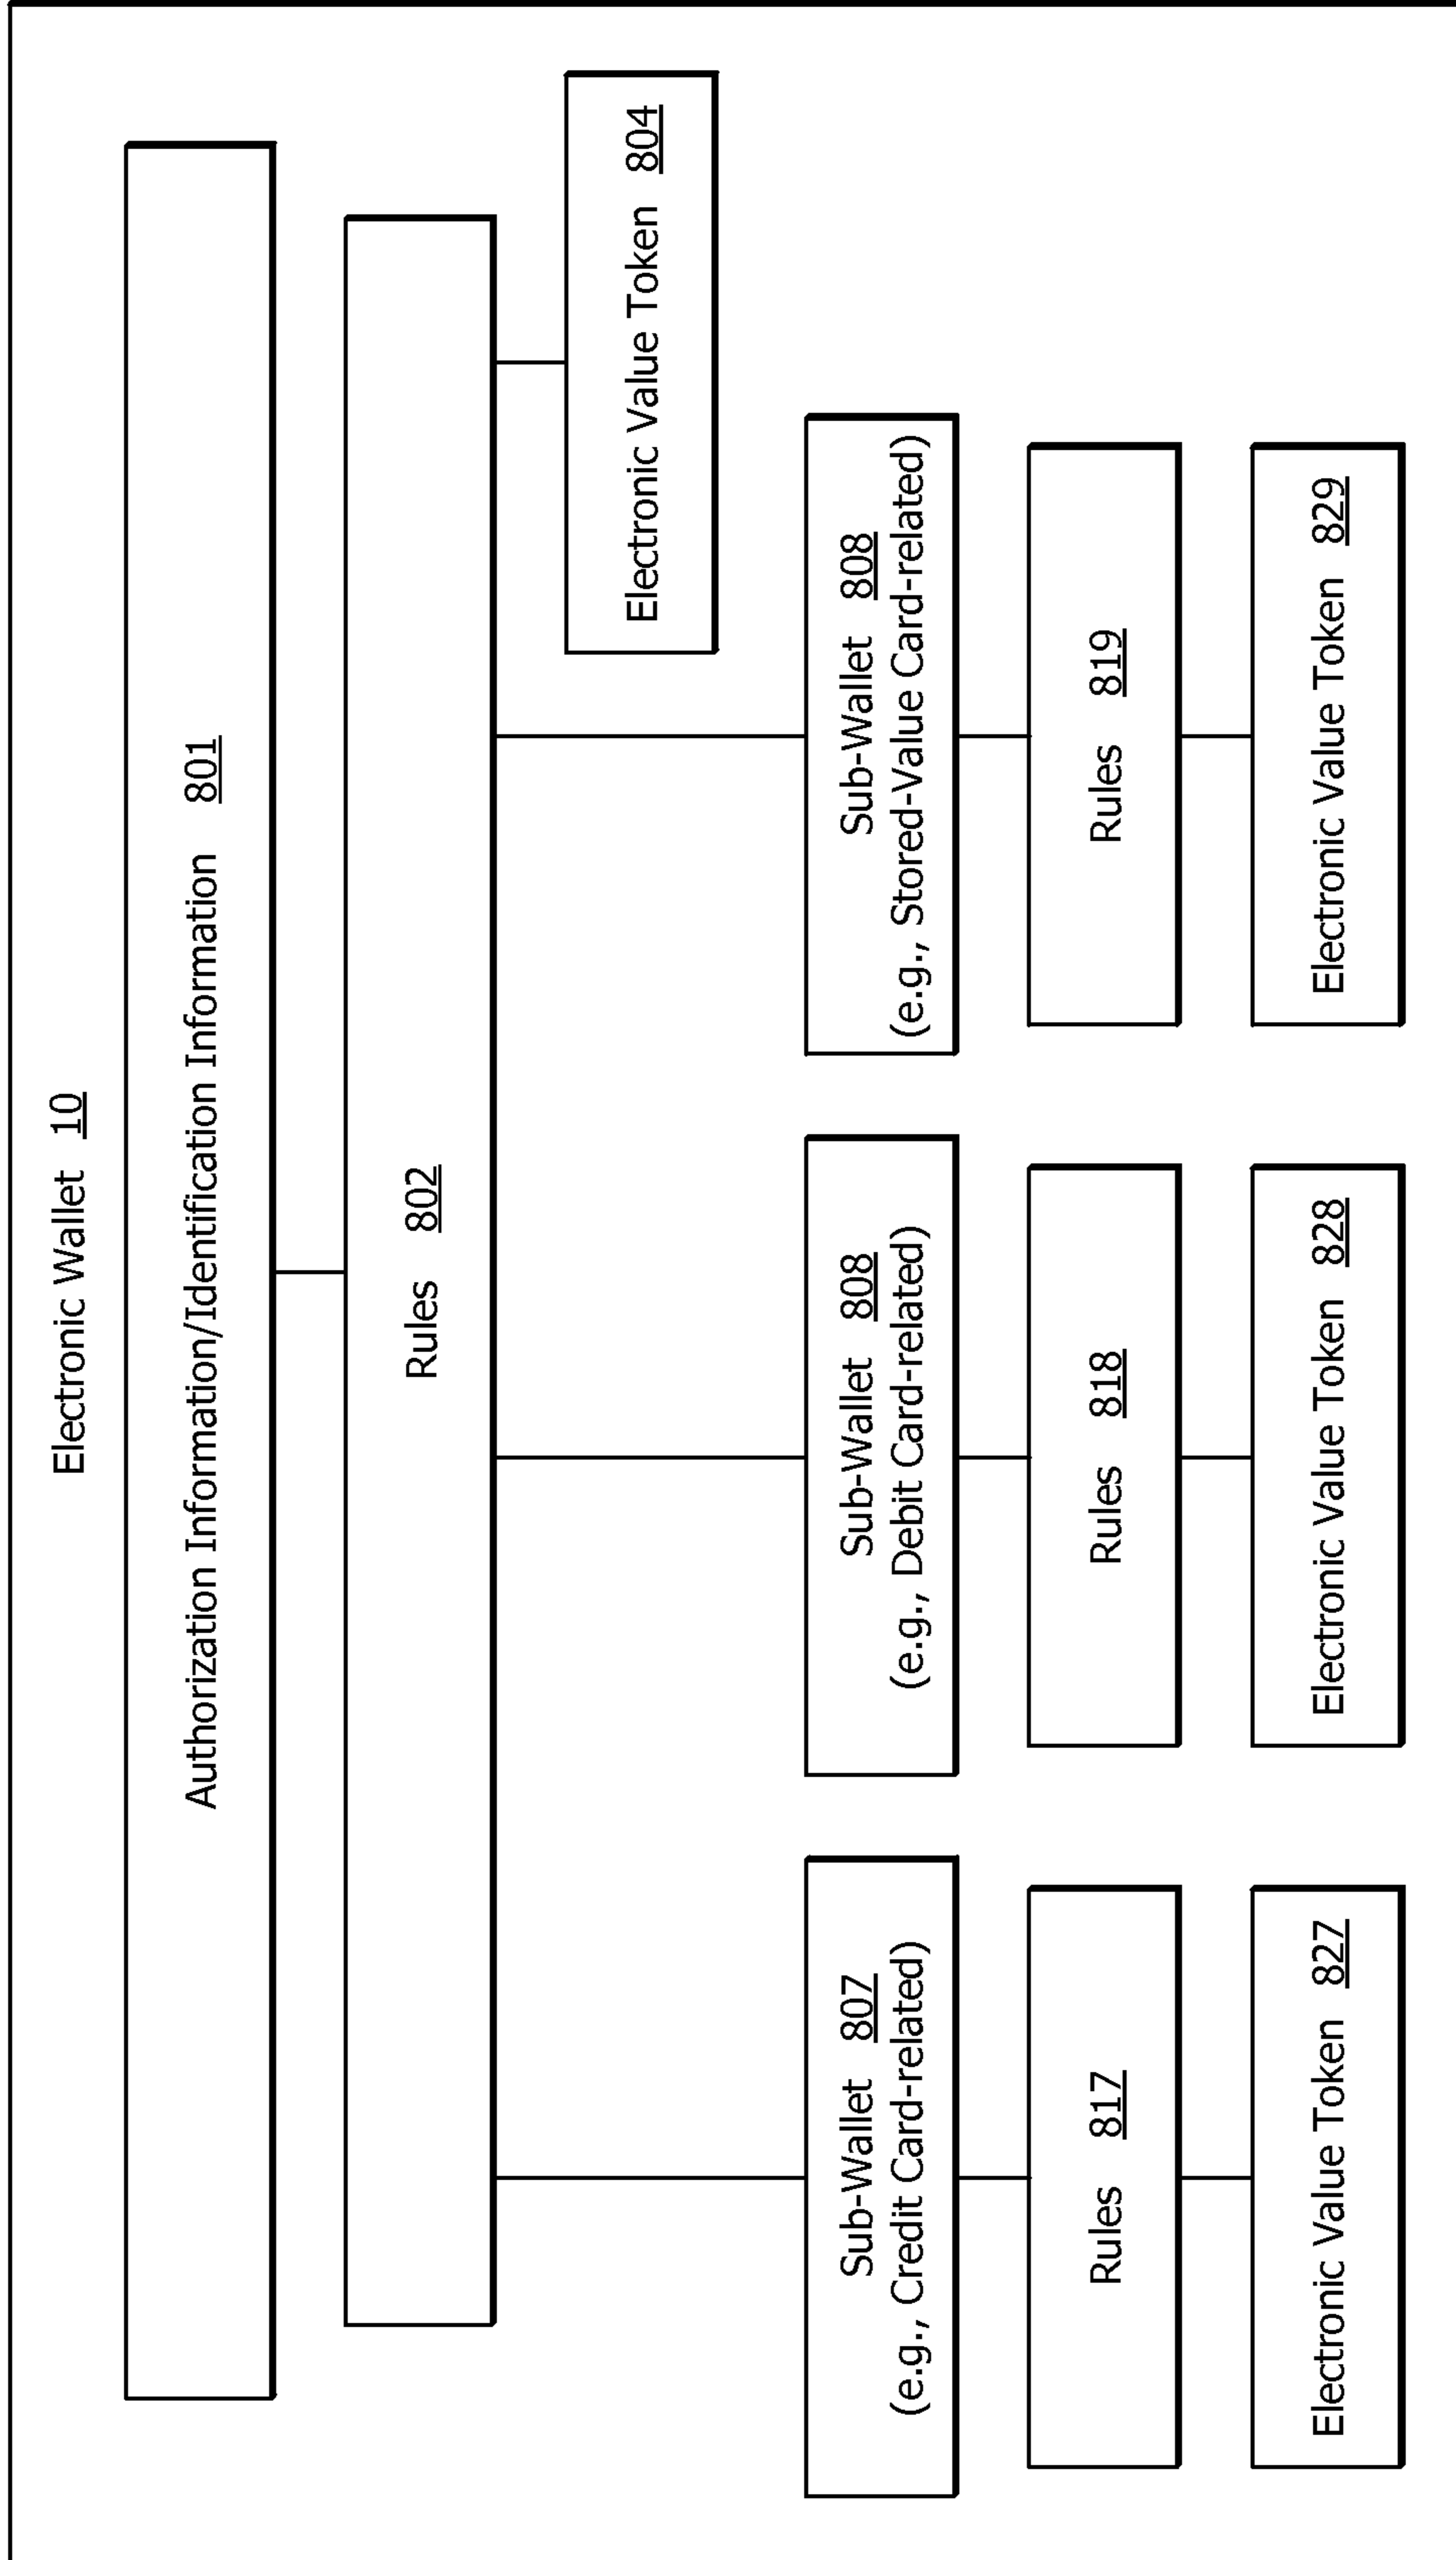 Electronic Wallet 10
Authorization Information/Identification Information 801
Rules 802
Electronic Value Token 804
Sub-Wallet 807
(e.g., Credit Card-related)
Sub-Wallet 808
(e.g., Debit Card-related)
Sub-Wallet 808
(e.g., Stored-Value Card-related)
Rules 817
Rules 818
Rules 819
Electronic Value Token 827
Electronic Value Token 828
Electronic Value Token 829